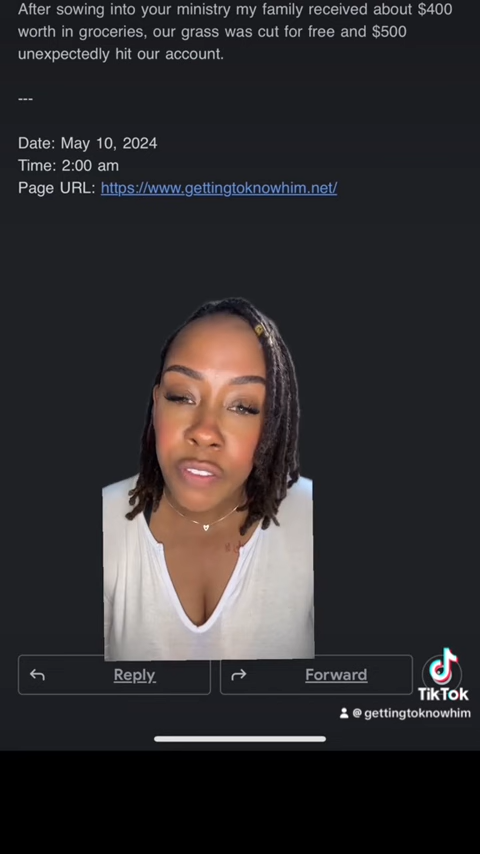 After sowing into your ministry my family received about $400
worth in groceries, our grass was cut for free and $500
unexpectedly hit our account.
---
Date: May 10, 2024
Time: 2:00 am
Page URL: https://www.gettingtoknowhim.net/
Reply
Forward
TikTok
@gettingtoknowhim